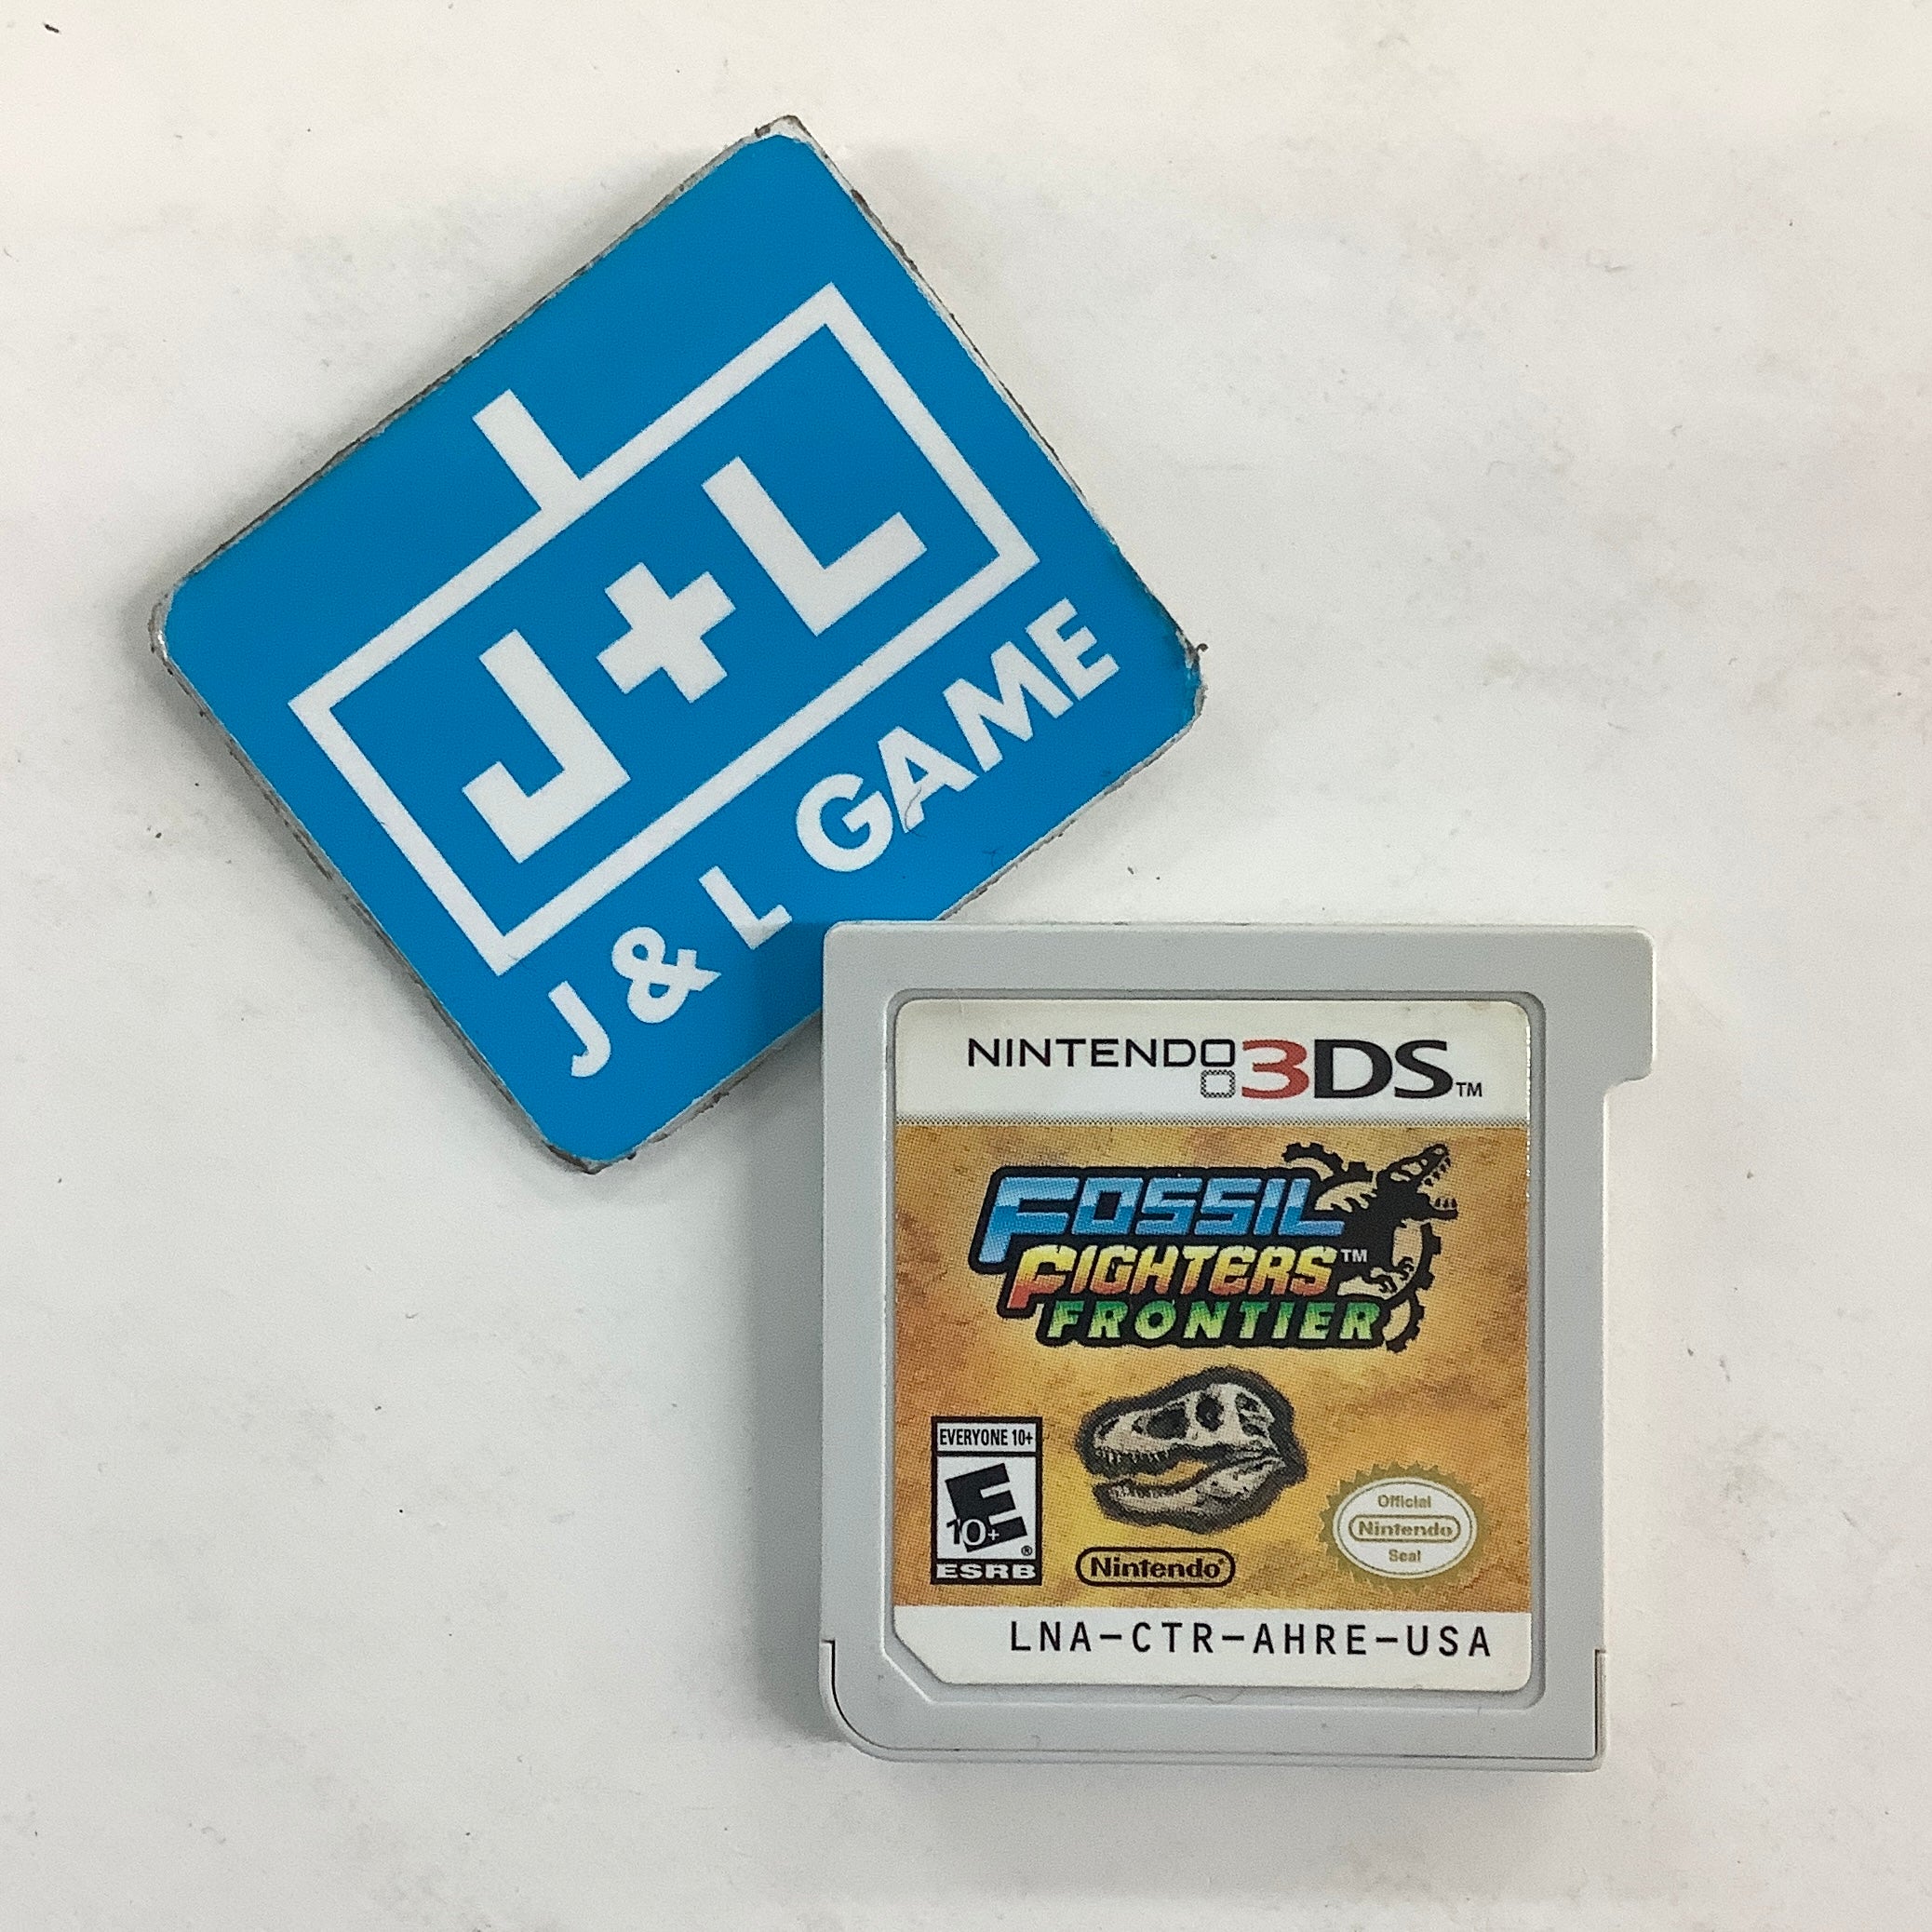 J+L
J & L GAME
NINTENDO 3DS™
FOSSIL
FIGHTERS™
FRONTIER
EVERYONE 10+
E
10+
®
ESRB
Nintendo®
Official
Nintendo
Seal
LNA-CTR-AHRE-USA